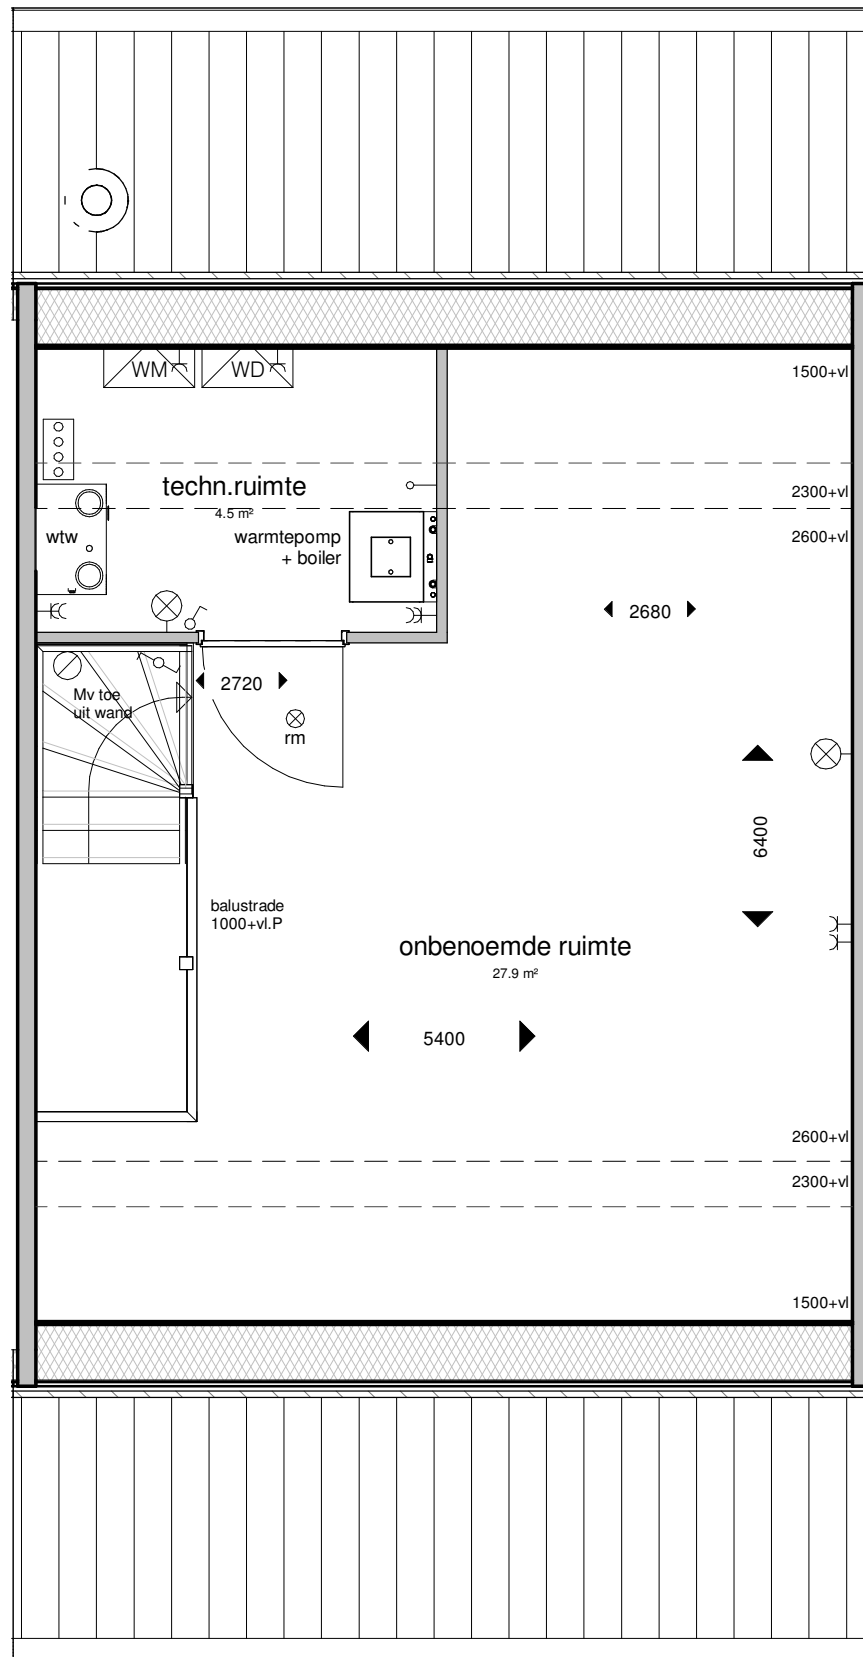 WM
WD
1500+vl
techn.ruimte
4.5 m²
2300+vl
wtw
warmtepomp
+ boiler
2600+vl
2680
2720
Mv toe
uit wand
rm
6400
balustrade
1000+vl.P
onbenoemde ruimte
27.9 m²
5400
2600+vl
2300+vl
1500+vl